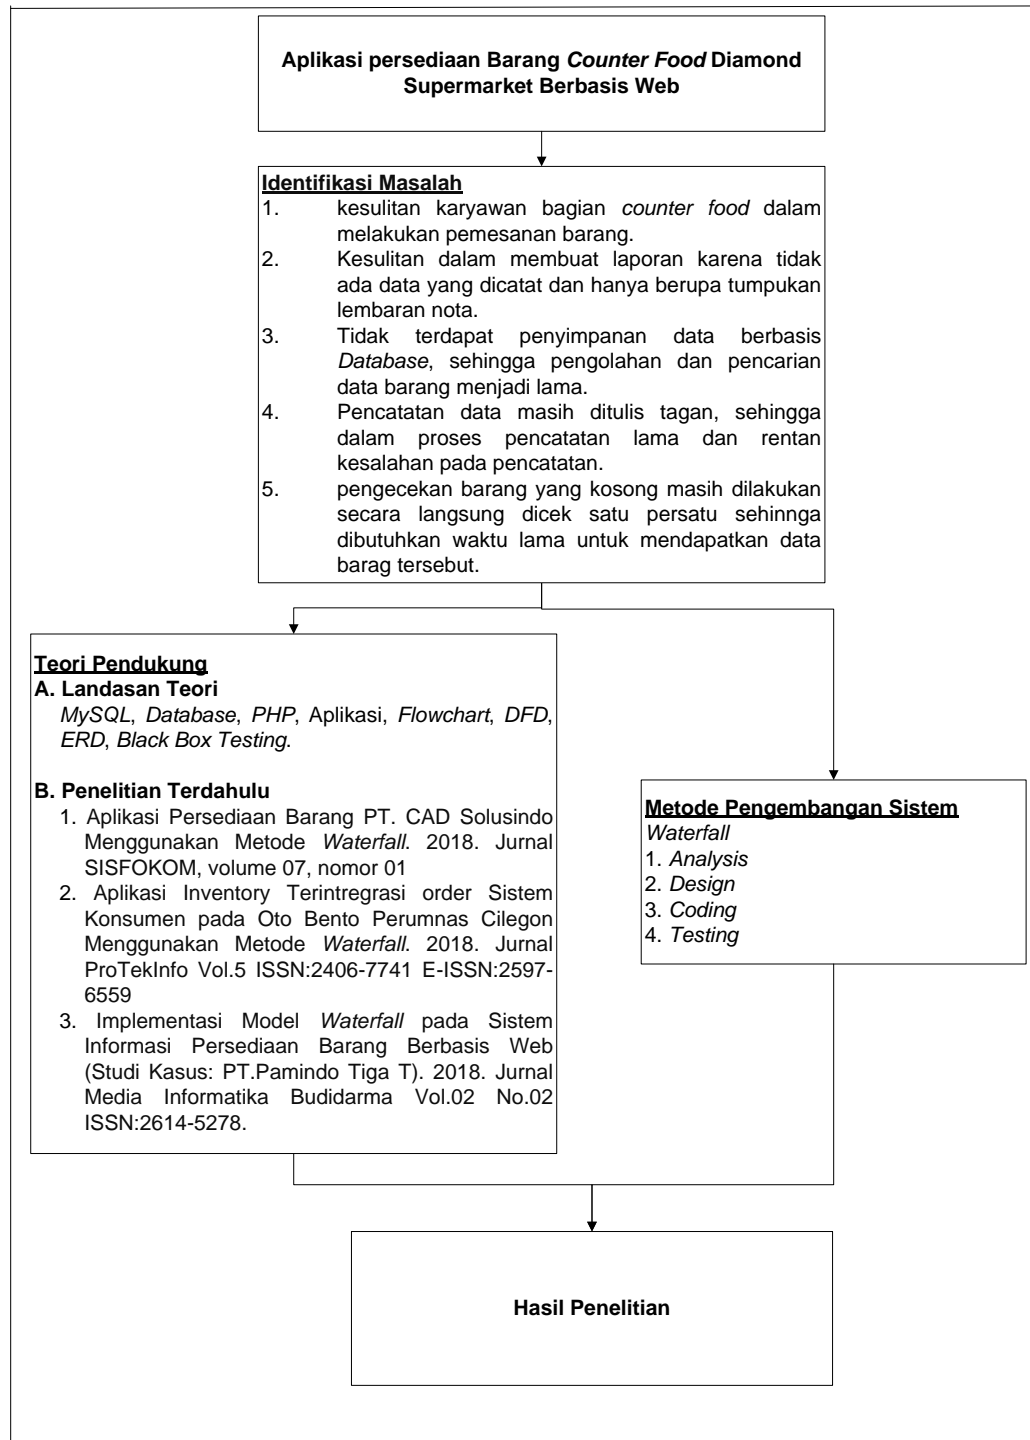 Aplikasi persediaan Barang Counter Food Diamond
Supermarket Berbasis Web
Identifikasi Masalah
1. kesulitan karyawan bagian counter food dalam
melakukan pemesanan barang.
2. Kesulitan dalam membuat laporan karena tidak
ada data yang dicatat dan hanya berupa tumpukan
lembaran nota.
3. Tidak terdapat penyimpanan data berbasis
Database, sehingga pengolahan dan pencarian
data barang menjadi lama.
4. Pencatatan data masih ditulis tagan, sehingga
dalam proses pencatatan lama dan rentan
kesalahan pada pencatatan.
5. pengecekan barang yang kosong masih dilakukan
secara langsung dicek satu persatu sehinnga
dibutuhkan waktu lama untuk mendapatkan data
barag tersebut.
Teori Pendukung
A. Landasan Teori
MySQL, Database, PHP, Aplikasi, Flowchart, DFD,
ERD, Black Box Testing.
B. Penelitian Terdahulu
1. Aplikasi Persediaan Barang PT. CAD Solusindo
Menggunakan Metode Waterfall. 2018. Jurnal
SISFOKOM, volume 07, nomor 01
2. Aplikasi Inventory Terintregrasi order Sistem
Konsumen pada Oto Bento Perumnas Cilegon
Menggunakan Metode Waterfall. 2018. Jurnal
ProTekInfo Vol.5 ISSN:2406-7741 E-ISSN:2597-
6559
3. Implementasi Model Waterfall pada Sistem
Informasi Persediaan Barang Berbasis Web
(Studi Kasus: PT.Pamindo Tiga T). 2018. Jurnal
Media Informatika Budidarma Vol.02 No.02
ISSN:2614-5278.
Metode Pengembangan Sistem
Waterfall
1. Analysis
2. Design
3. Coding
4. Testing
Hasil Penelitian